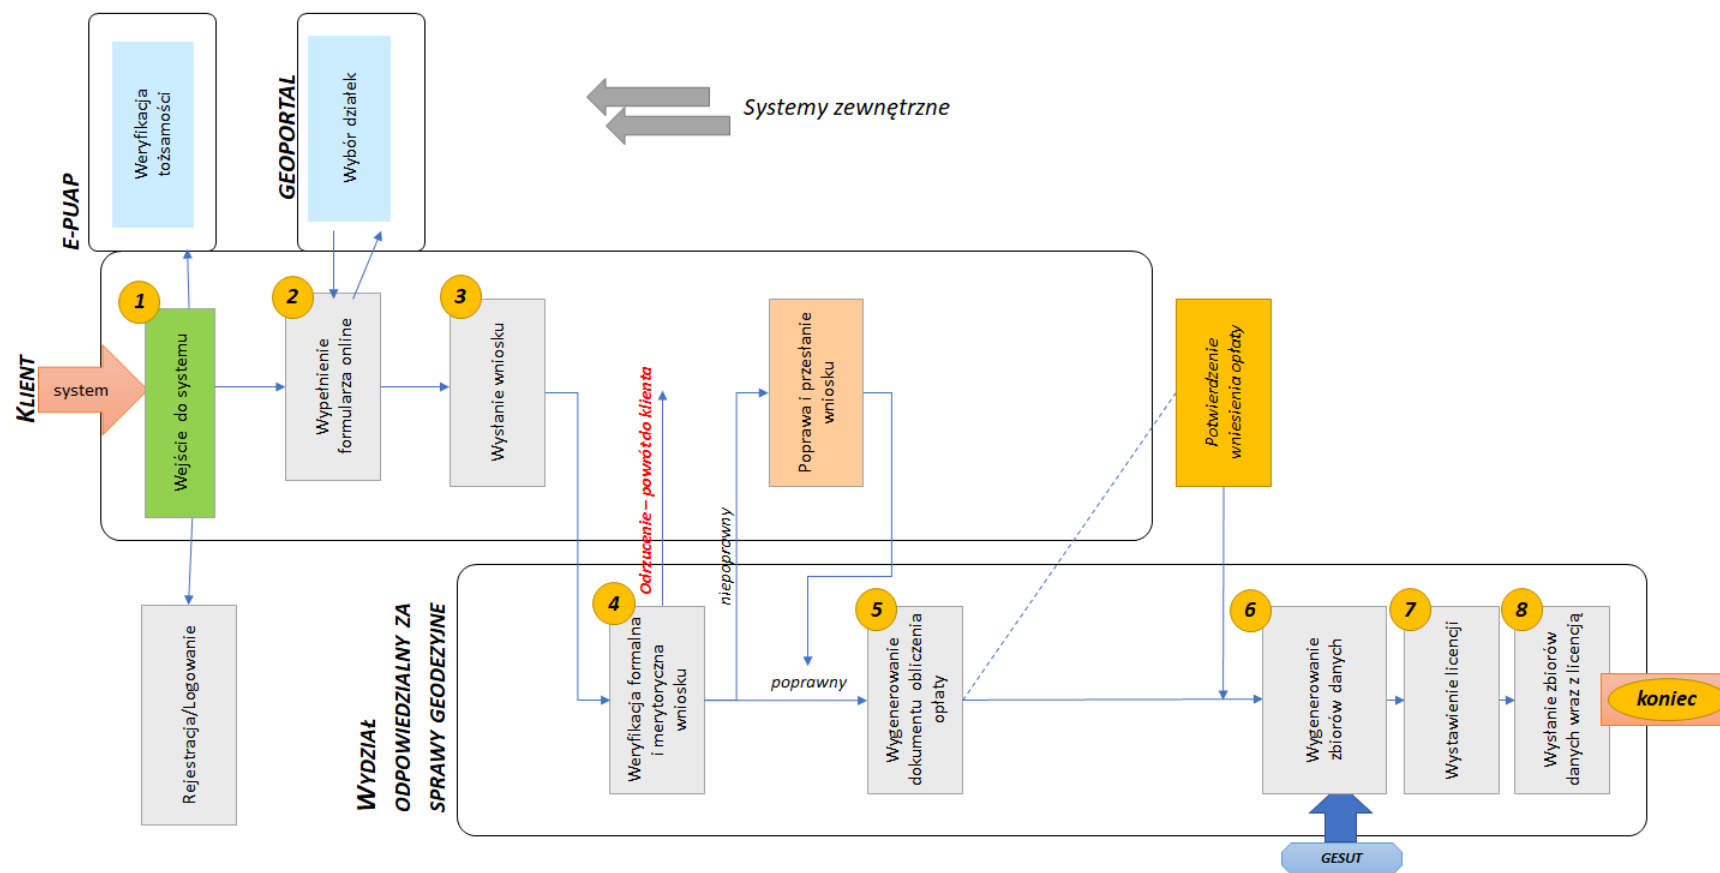 E-PUAP
Weryfikacja
tożsamości
GEOPORTAL
Wybór działek
Systemy zewnętrzne
KLIENT
system
1
Wejście do systemu
2
Wypełnienie
formularza online
3
Wysłanie wniosku
Odrzucenie – powrót do klienta
niepoprawny
Poprawa i przesłanie
wniosku
Potwierdzenie
wniesienia opłaty
Rejestracja/Logowanie
WYDZIAŁ
ODPOWIEDZIALNY ZA
SPRAWY GEODEZYJNE
4
Weryfikacja formalna
i merytoryczna
wniosku
poprawny
5
Wygenerowanie
dokumentu obliczenia
opłaty
6
Wygenerowanie
zbiorów danych
7
Wystawienie licencji
8
Wysłanie zbiorów
danych wraz z licencją
koniec
GESUT